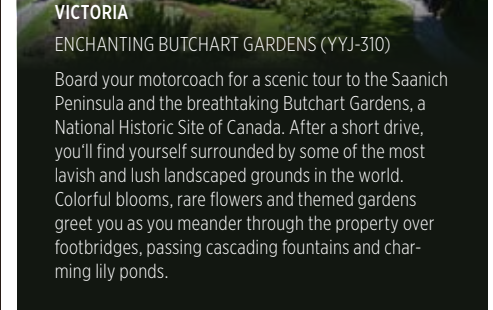 VICTORIA
ENCHANTING BUTCHART GARDENS (YYJ-310)
Board your motorcoach for a scenic tour to the Saanich
Peninsula and the breathtaking Butchart Gardens, a
National Historic Site of Canada. After a short drive,
you'll find yourself surrounded by some of the most
lavish and lush landscaped grounds in the world.
Colorful blooms, rare flowers and themed gardens
greet you as you meander through the property over
footbridges, passing cascading fountains and char-
ming lily ponds.